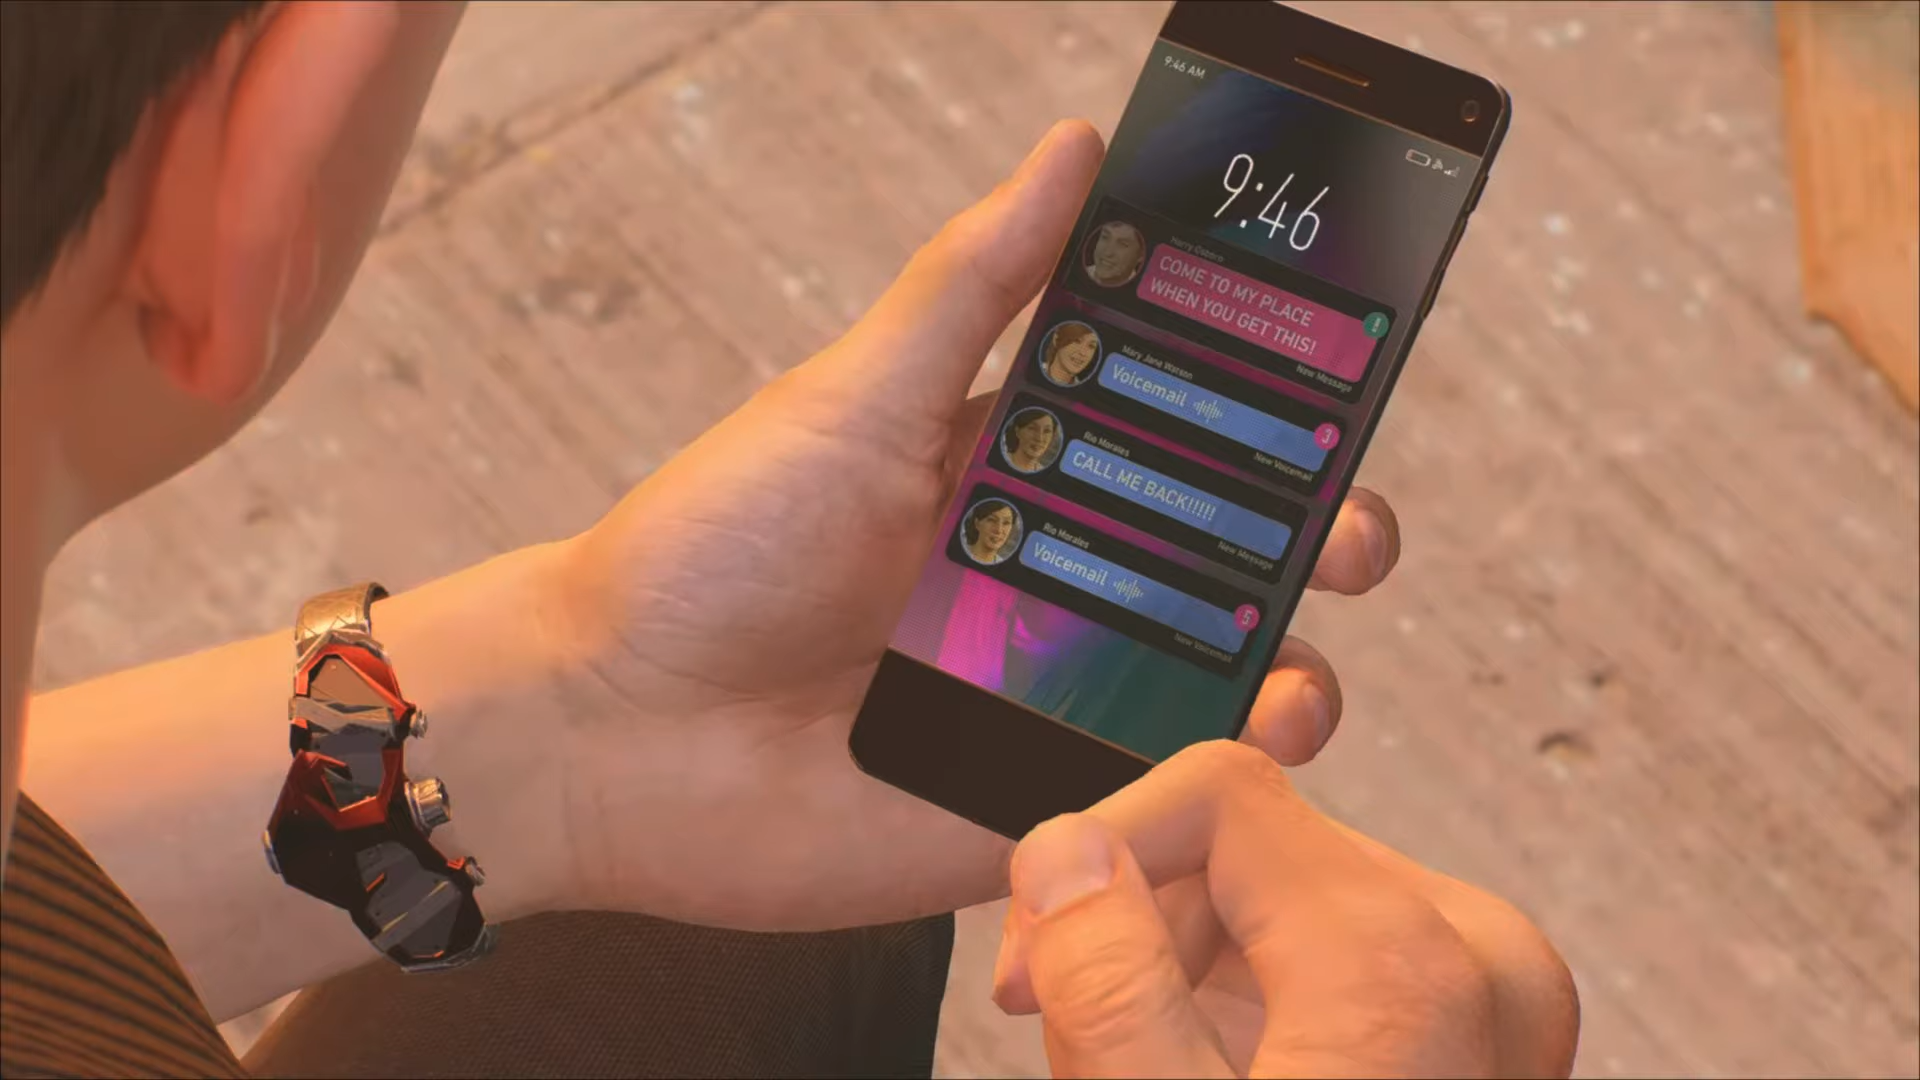 9:46 AM
9:46
Harry Osborn
COME TO MY PLACE
WHEN YOU GET THIS!
New Message
Mary Jane Watson
Voicemail
3
New Voicemail
Rio Morales
CALL ME BACK!!!!!
New Message
Rio Morales
Voicemail
5
New Voicemail